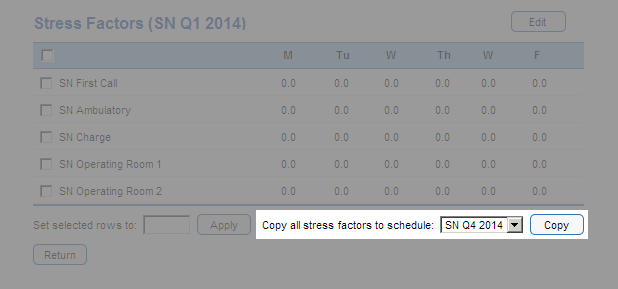 Stress Factors (SN Q1 2014) Edit
M Tu W Th W F
SN First Call 0.0 0.0 0.0 0.0 0.0 0.0
SN Ambulatory 0.0 0.0 0.0 0.0 0.0 0.0
SN Charge 0.0 0.0 0.0 0.0 0.0 0.0
SN Operating Room 1 0.0 0.0 0.0 0.0 0.0 0.0
SN Operating Room 2 0.0 0.0 0.0 0.0 0.0 0.0
Set selected rows to: Apply Copy all stress factors to schedule: SN Q4 2014 Copy
Return